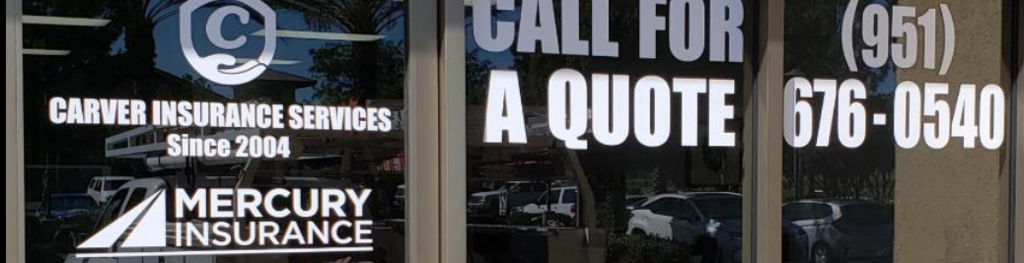 C
CARVER INSURANCE SERVICES
Since 2004
MERCURY
INSURANCE
CALL FOR
A QUOTE
(951)
676-0540